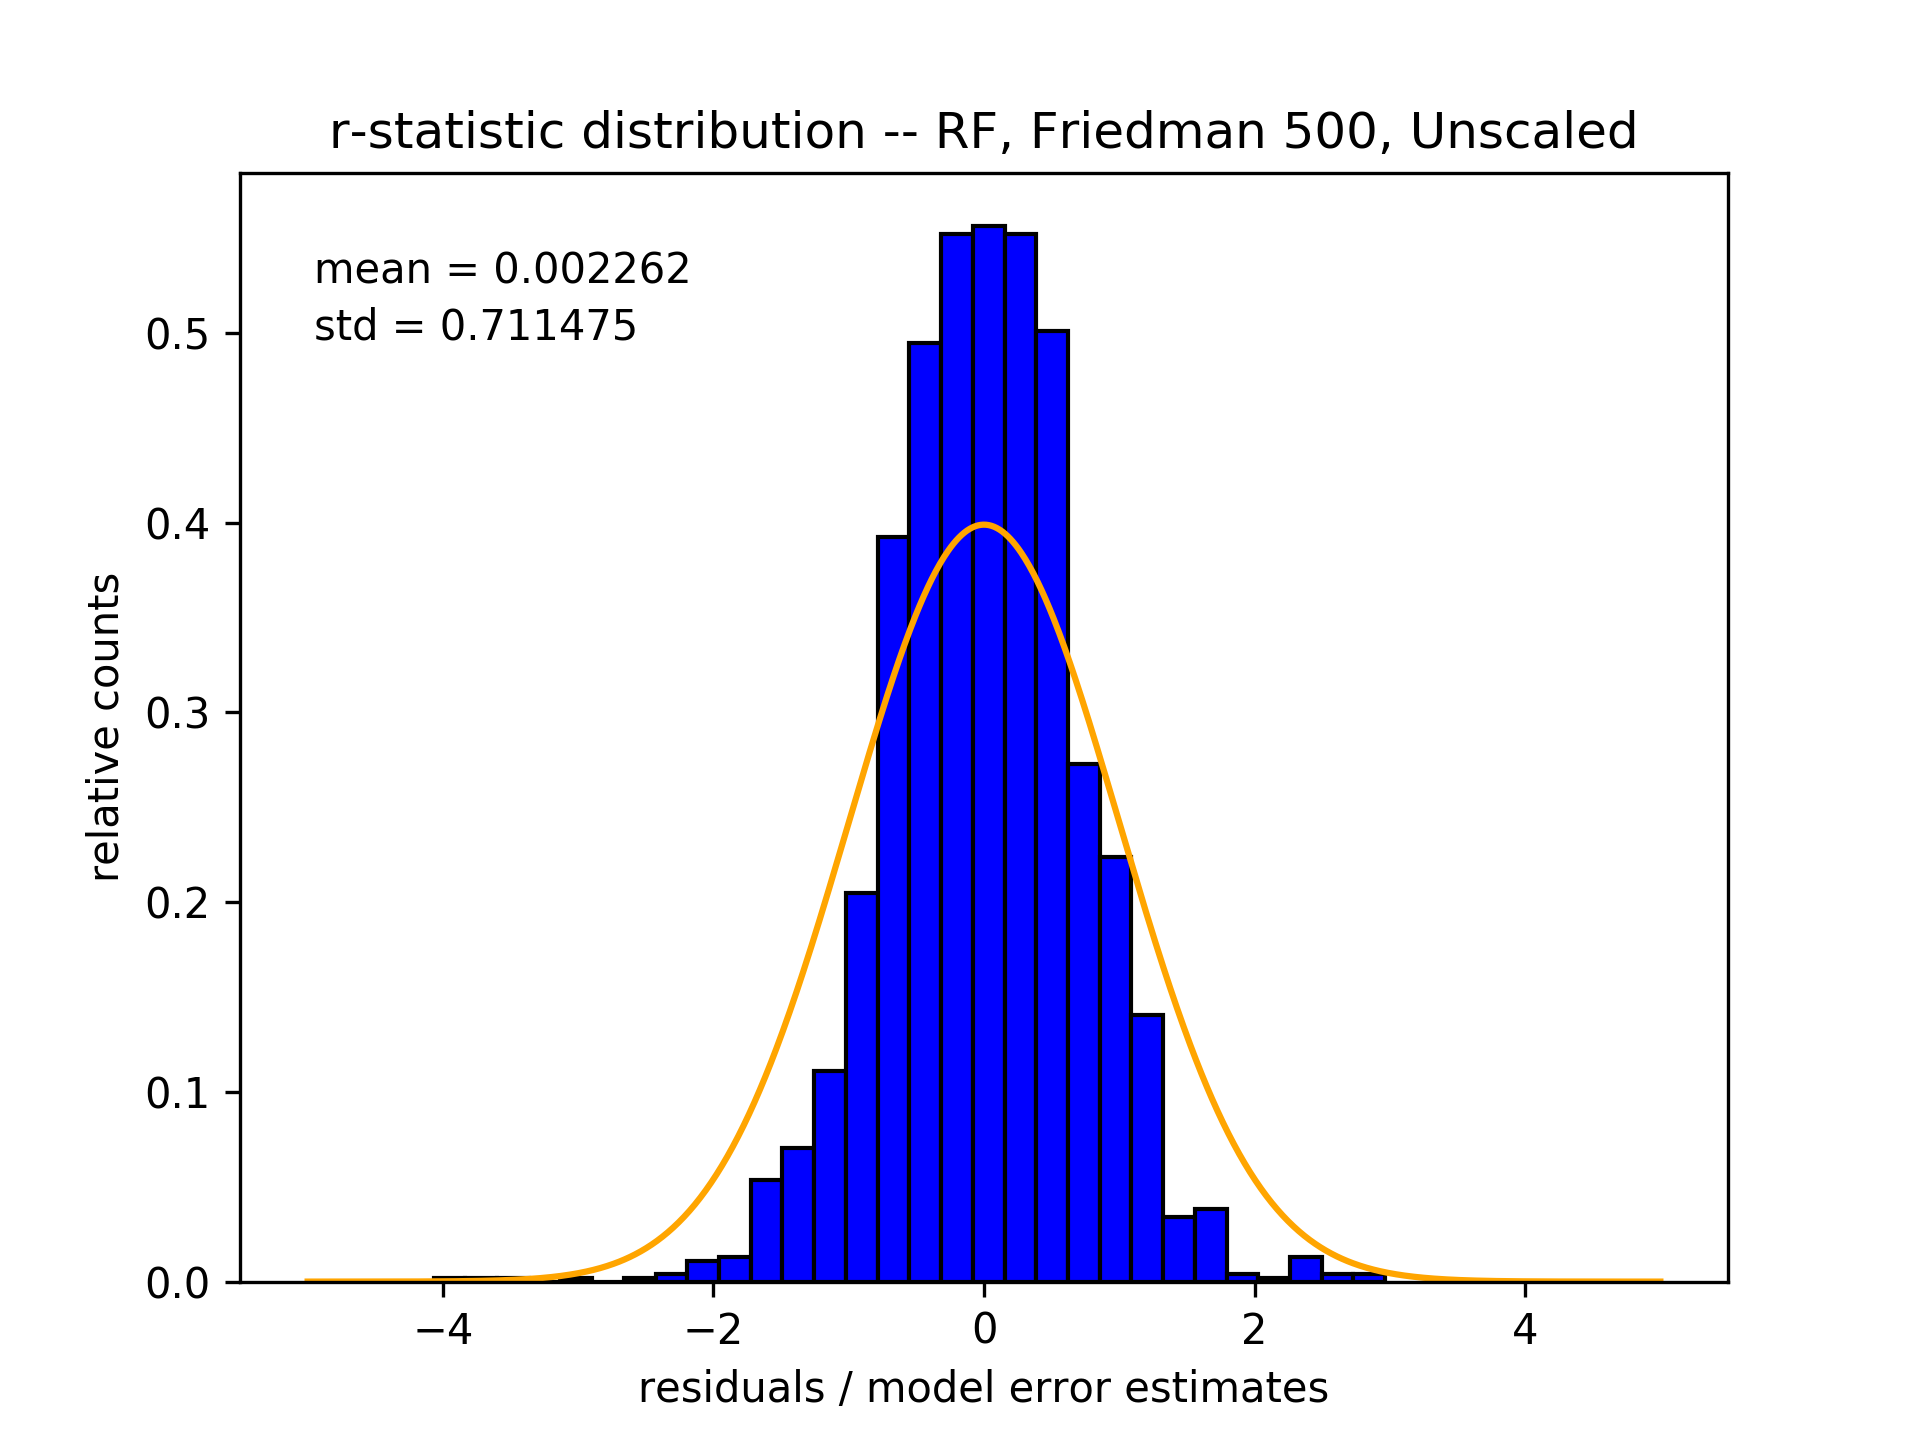 r-statistic distribution -- RF, Friedman 500, Unscaled
mean = 0.002262
std = 0.711475
0.5
0.4
0.3
0.2
0.1
0.0
relative counts
−4 −2 0 2 4
residuals / model error estimates